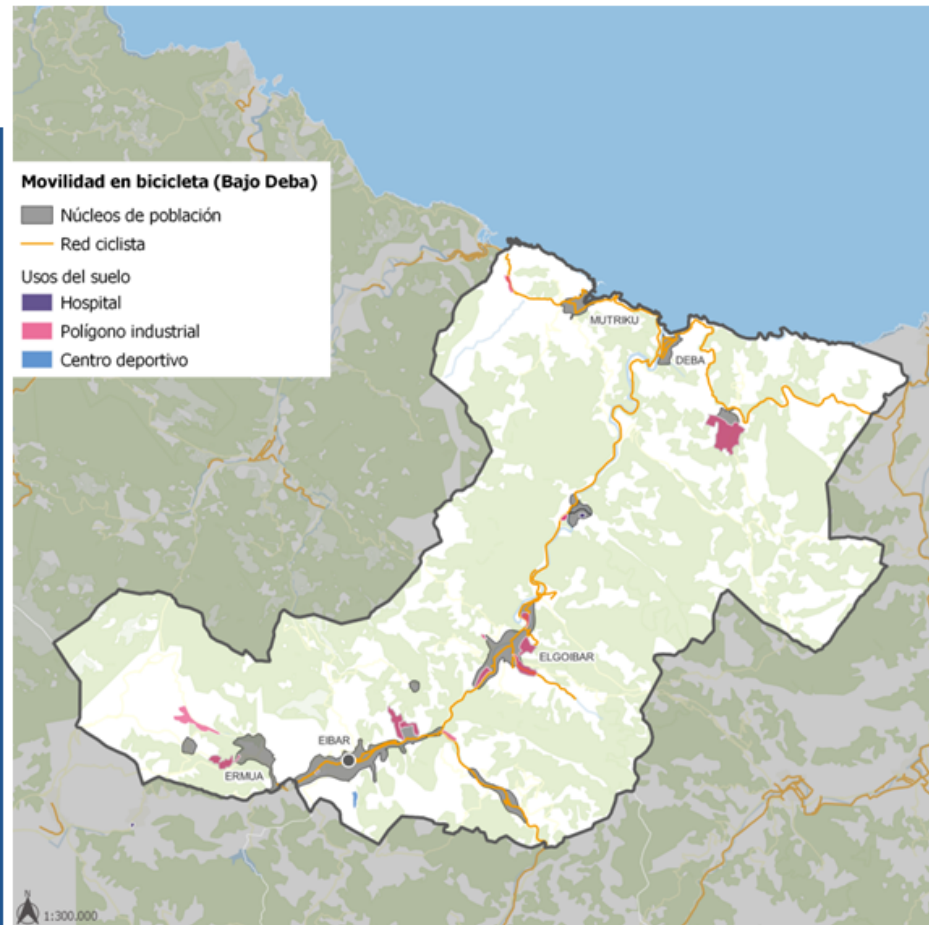 Movilidad en bicicleta (Bajo Deba)
Núcleos de población
Red ciclista
Usos del suelo
Hospital
Polígono industrial
Centro deportivo
MUTRIKU
DEBA
ELGOIBAR
EIBAR
ERMUA
N
1:300.000